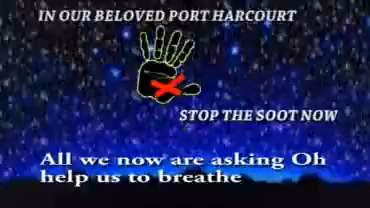 IN OUR BELOVED PORT HARCOURT
STOP THE SOOT NOW
All we now are asking Oh
help us to breathe